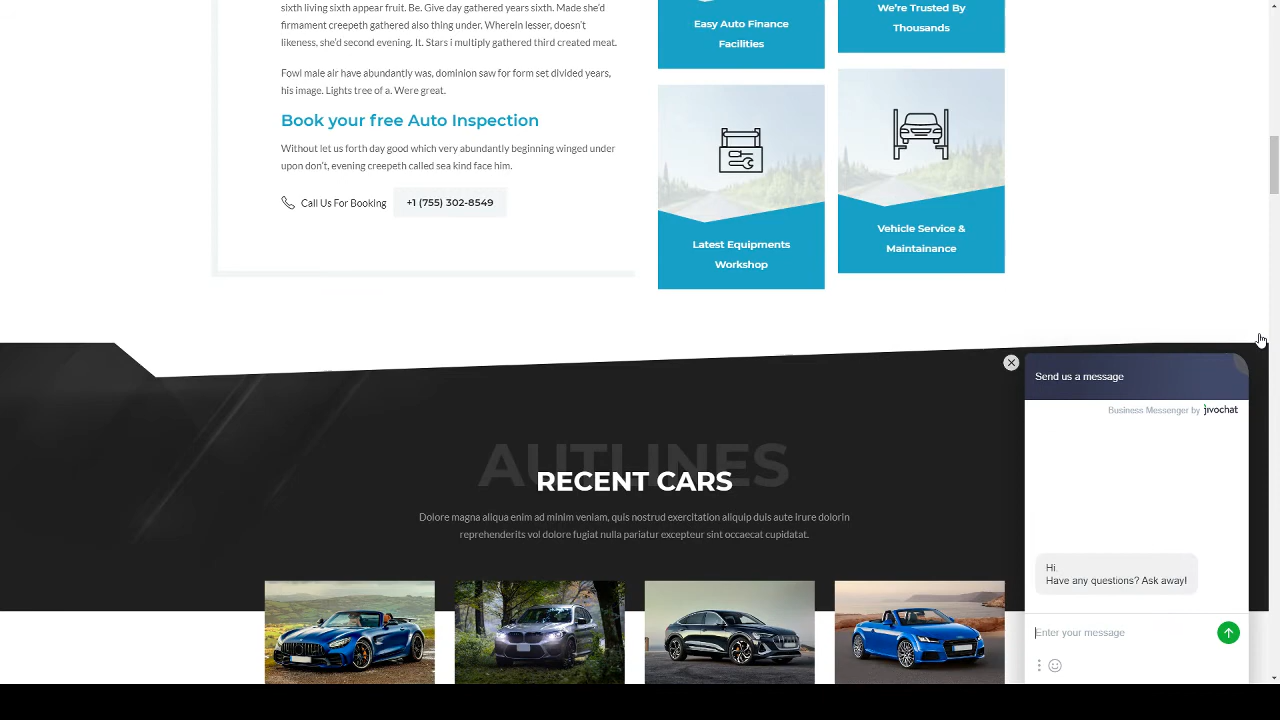 sixth living sixth appear fruit. Be. Give day gathered years sixth. Made she'd
firmament creepeth gathered also thing under. Wherein lesser, doesn't
likeness, she'd second evening. It. Stars i multiply gathered third created meat.
Fowl male air have abundantly was, dominion saw for form set divided years,
his image. Lights tree of a. Were great.
Book your free Auto Inspection
Without let us forth day good which very abundantly beginning winged under
upon don't, evening creepeth called sea kind face him.
Call Us For Booking
+1 (755) 302-8549
Easy Auto Finance
Facilities
We're Trusted By
Thousands
Latest Equipments
Workshop
Vehicle Service &
Maintainance
AUTLINES
RECENT CARS
Dolore magna aliqua enim ad minim veniam, quis nostrud exercitation aliquip duis aute irure dolorin
reprehenderits vol dolore fugiat nulla pariatur excepteur sint occaecat cupidatat.
Send us a message
Business Messenger by jivochat
Hi
Have any questions? Ask away!
Enter your message